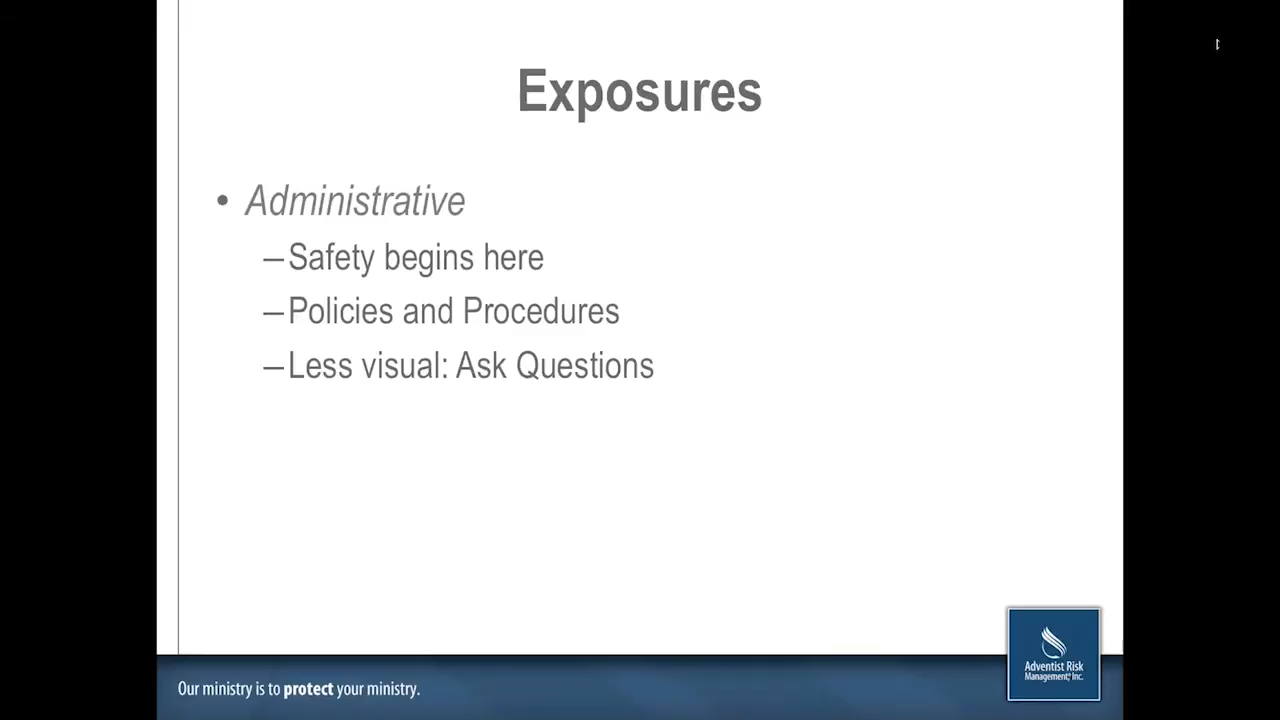 Exposures
• Administrative
–Safety begins here
–Policies and Procedures
–Less visual: Ask Questions
Our ministry is to protect your ministry.
Adventist Risk
Management, Inc.